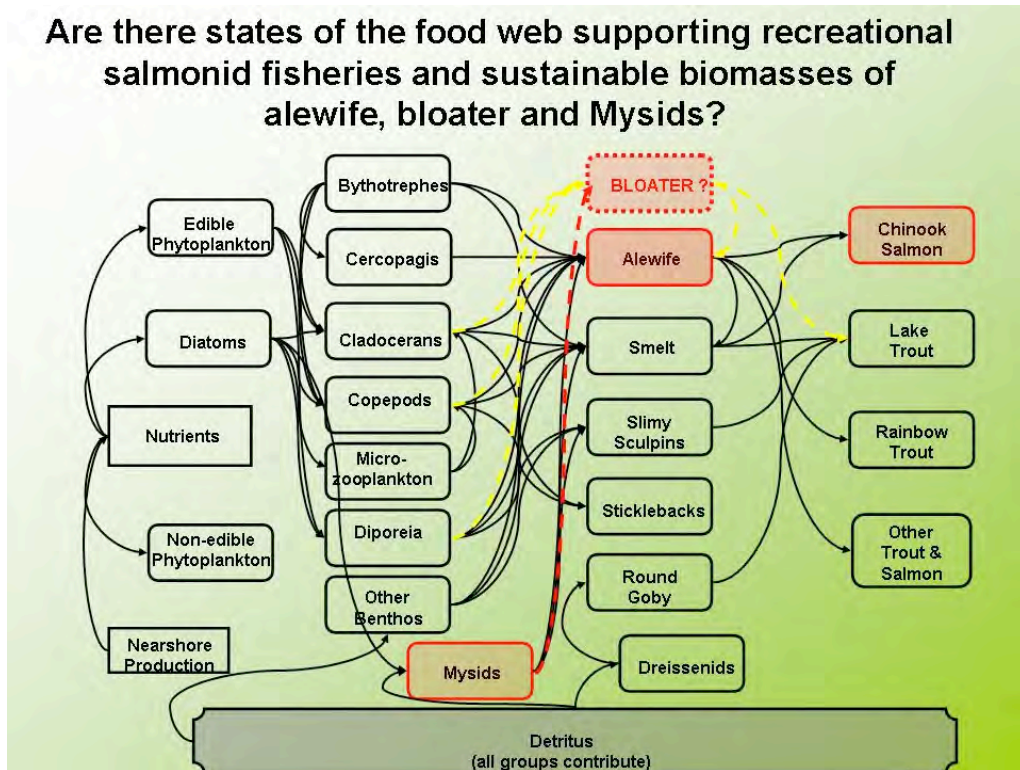 Are there states of the food web supporting recreational
salmonid fisheries and sustainable biomasses of
alewife, bloater and Mysids?
Edible
Phytoplankton
Diatoms
Nutrients
Non-edible
Phytoplankton
Nearshore
Production
Bythotrephes
Cercopagis
Cladocerans
Copepods
Micro-
zooplankton
Diporeia
Other
Benthos
Mysids
BLOATER ?
Alewife
Smelt
Slimy
Sculpins
Sticklebacks
Round
Goby
Dreissenids
Chinook
Salmon
Lake
Trout
Rainbow
Trout
Other
Trout &
Salmon
Detritus
(all groups contribute)